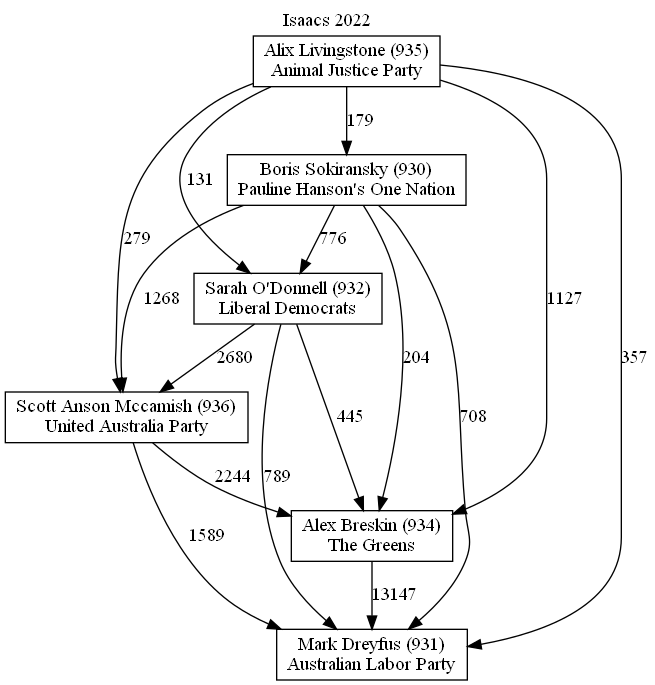 Isaacs 2022
Alix Livingstone (935)
Animal Justice Party
179
Boris Sokiransky (930)
Pauline Hanson's One Nation
131
279
776
1268
1127
Sarah O'Donnell (932)
Liberal Democrats
2680
204
357
Scott Anson Mccamish (936)
United Australia Party
445
708
2244
789
Alex Breskin (934)
The Greens
1589
13147
Mark Dreyfus (931)
Australian Labor Party